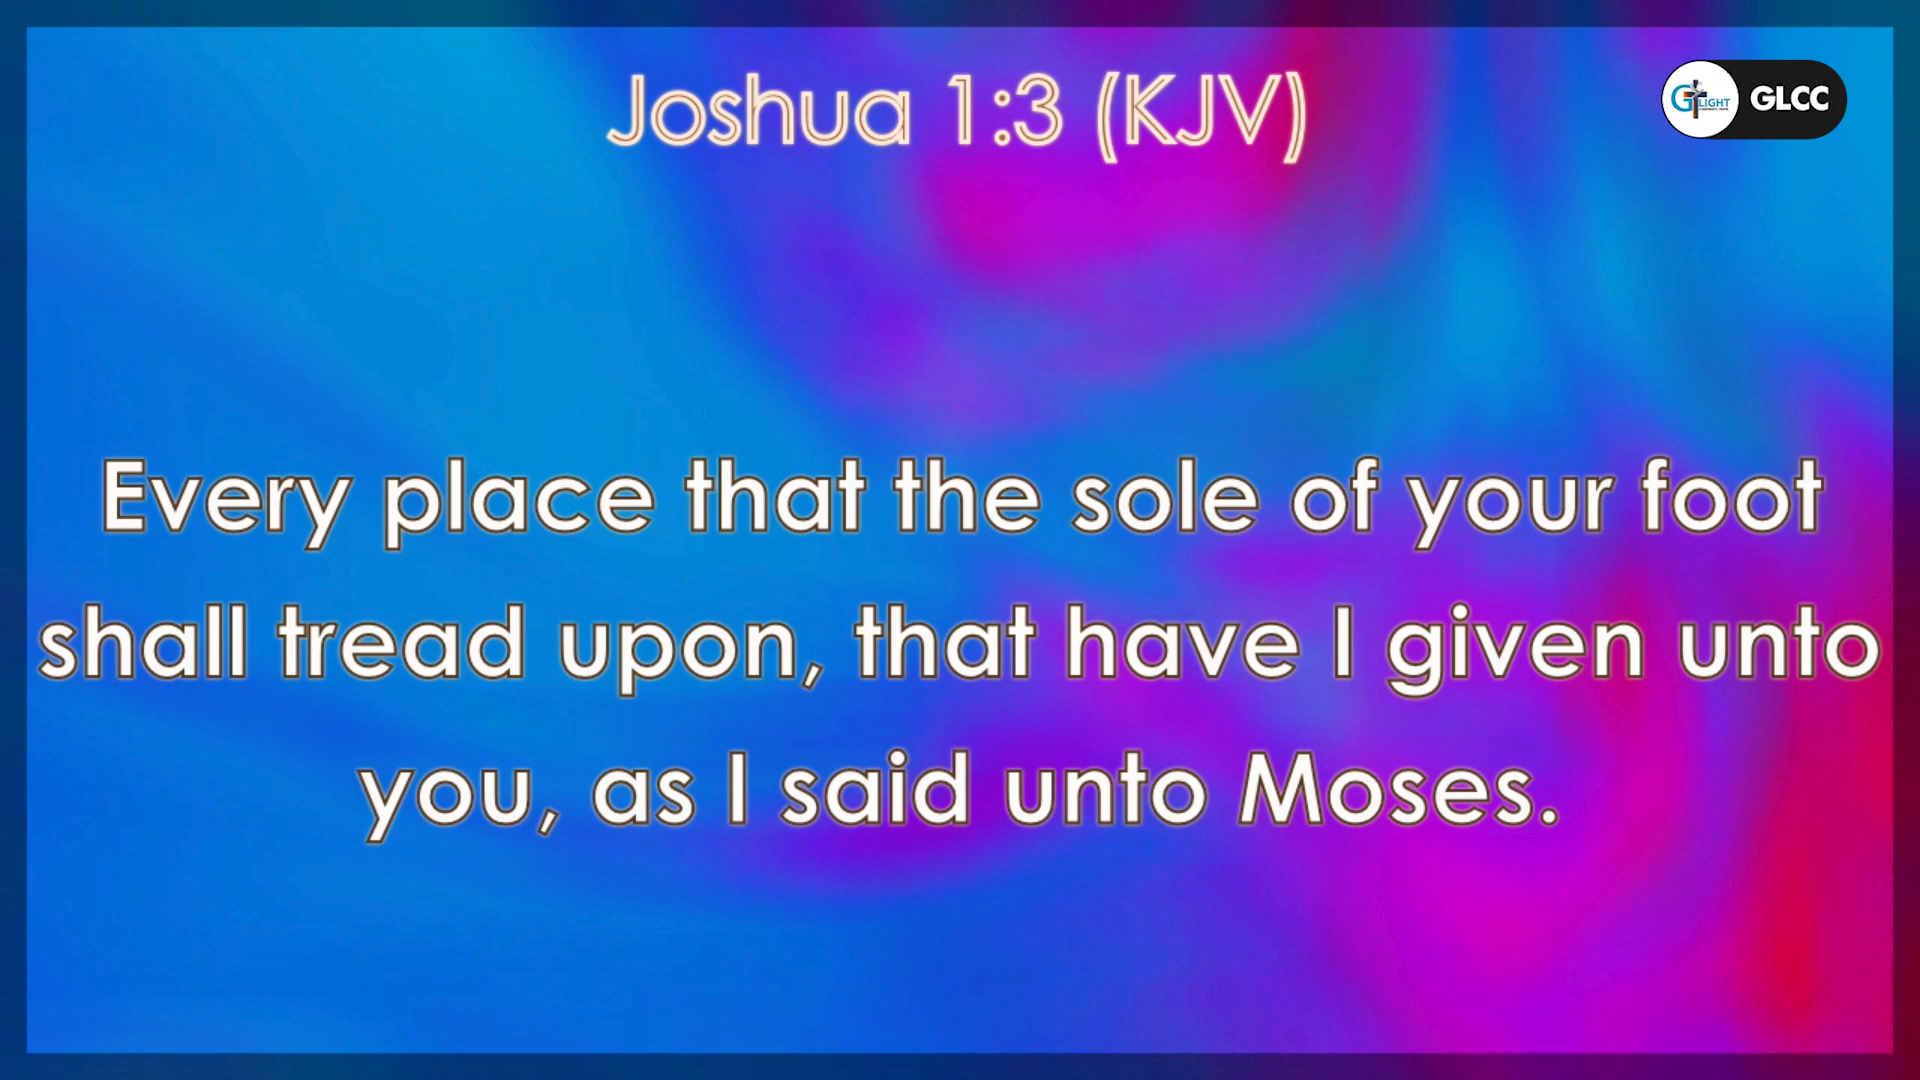 Joshua 1:3 (KJV)
GLIGHT
GLCC
Every place that the sole of your foot
shall tread upon, that have I given unto
you, as I said unto Moses.